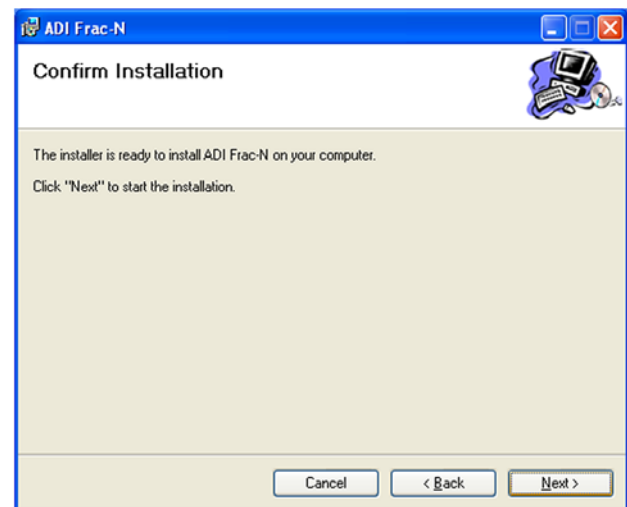 ADI Frac-N
Confirm Installation
The installer is ready to install ADI Frac-N on your computer.
Click "Next" to start the installation.
Cancel
< Back
Next >